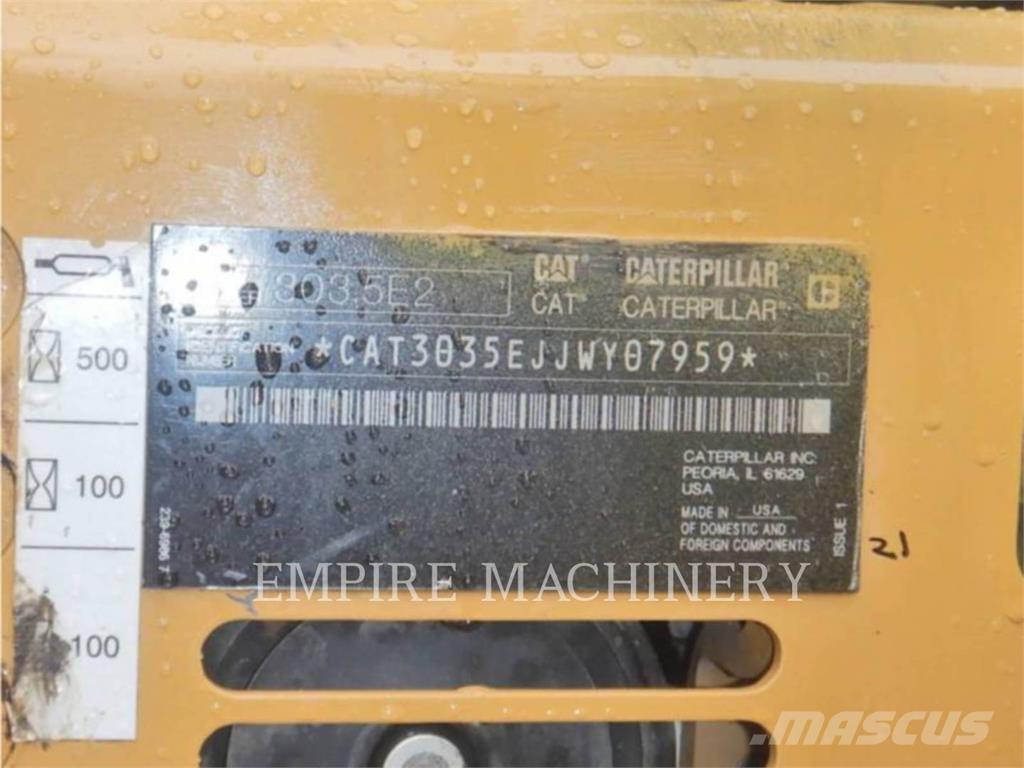 303.5E2
CAT CATERPILLAR C
CAT CATERPILLAR
*CAT3035EJJWY07959*
CATERPILLAR INC.
PEORIA, IL 61629
USA
MADE IN USA
OF DOMESTIC AND
FOREIGN COMPONENTS
ISSUE 1
21
500
100
100
EMPIRE MACHINERY
MASCUS